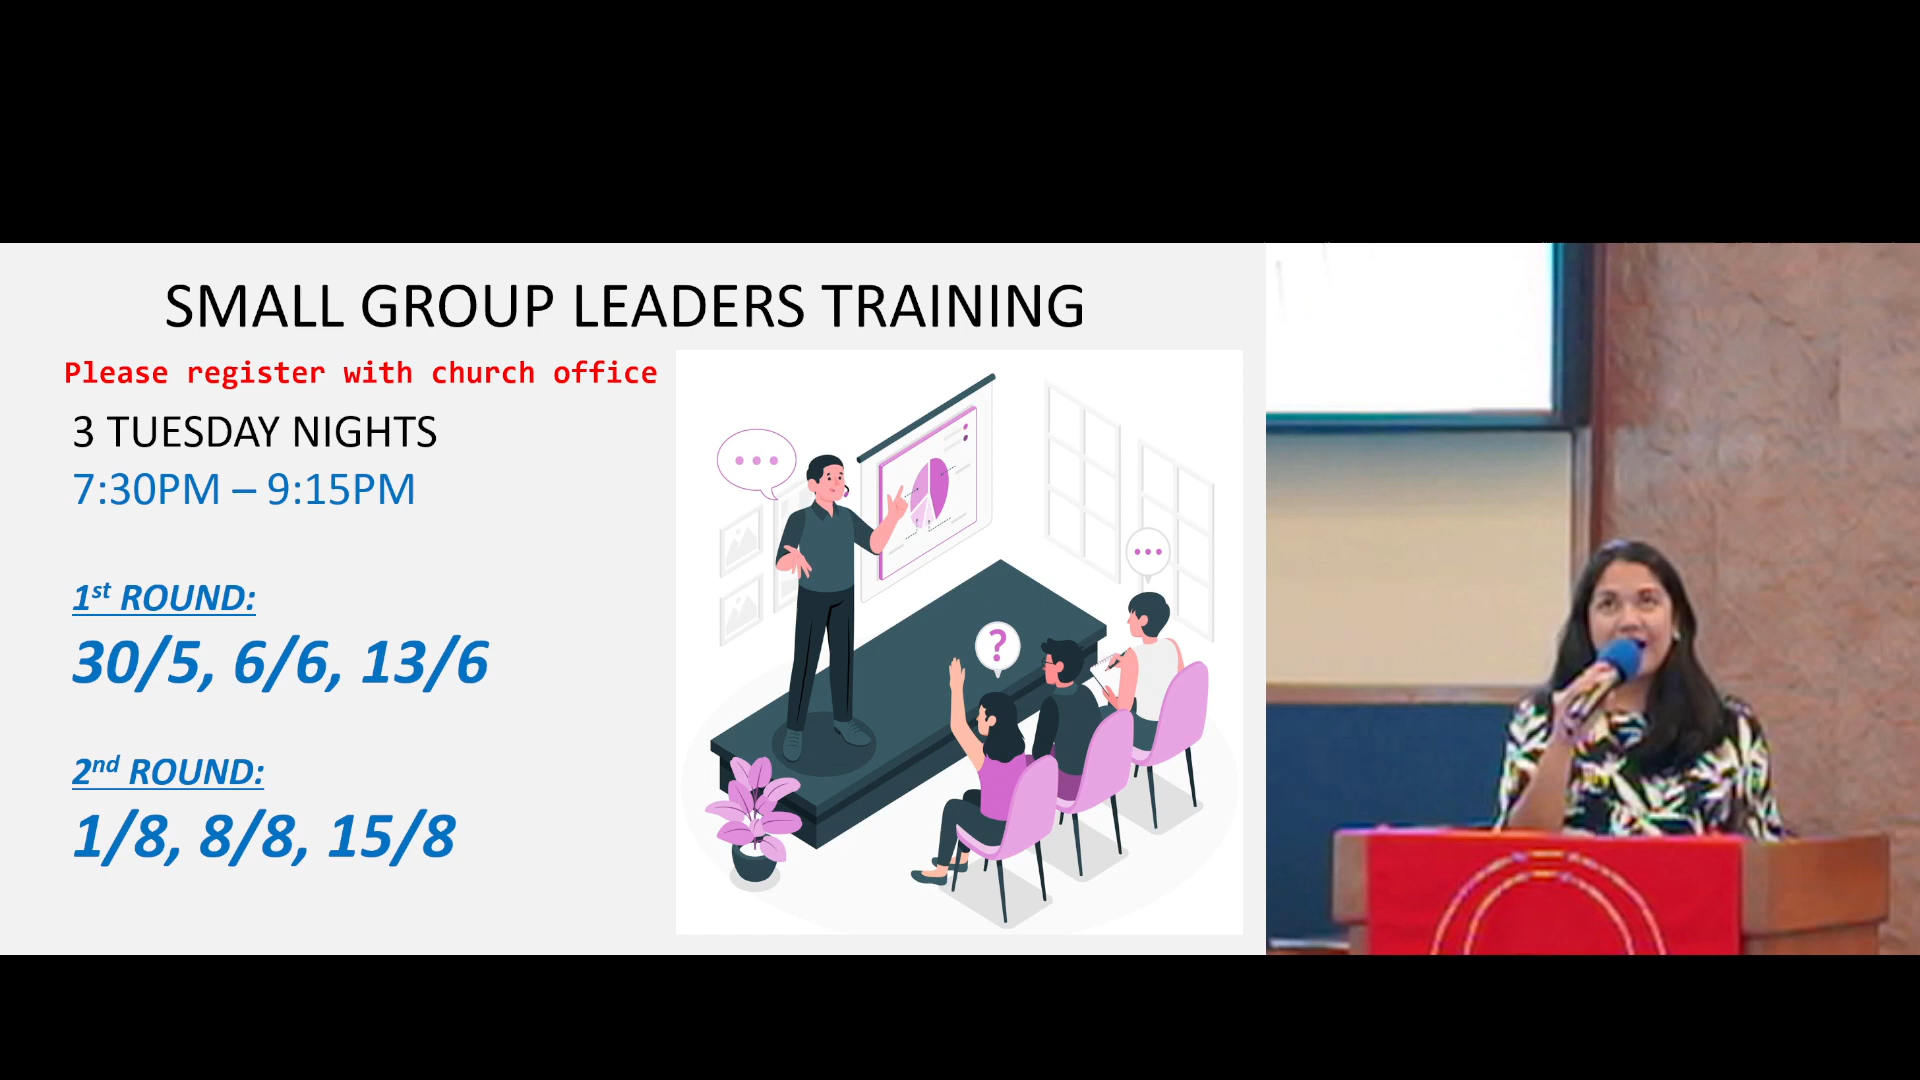 SMALL GROUP LEADERS TRAINING
Please register with church office
3 TUESDAY NIGHTS
7:30PM – 9:15PM
1st ROUND:
30/5, 6/6, 13/6
2nd ROUND:
1/8, 8/8, 15/8
?